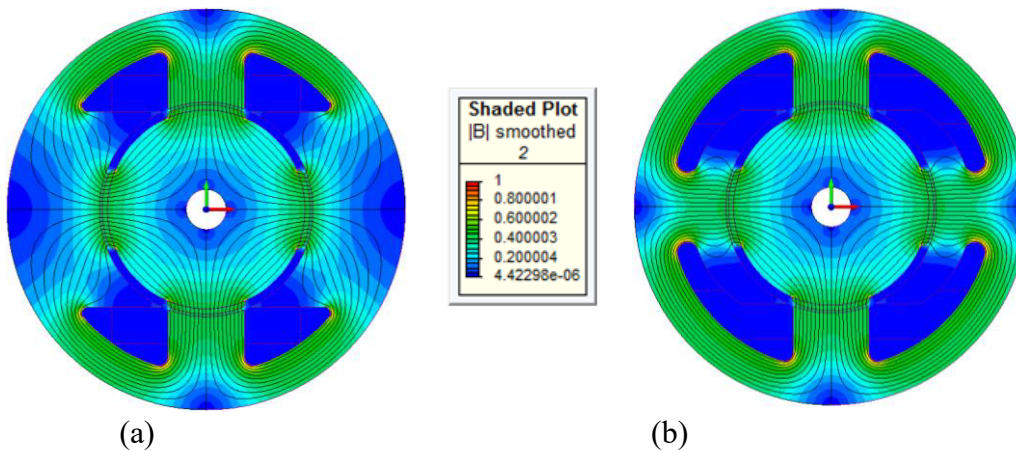 Shaded Plot
|B| smoothed
2
1
0.800001
0.600002
0.400003
0.200004
4.42298e-06
(a)
(b)